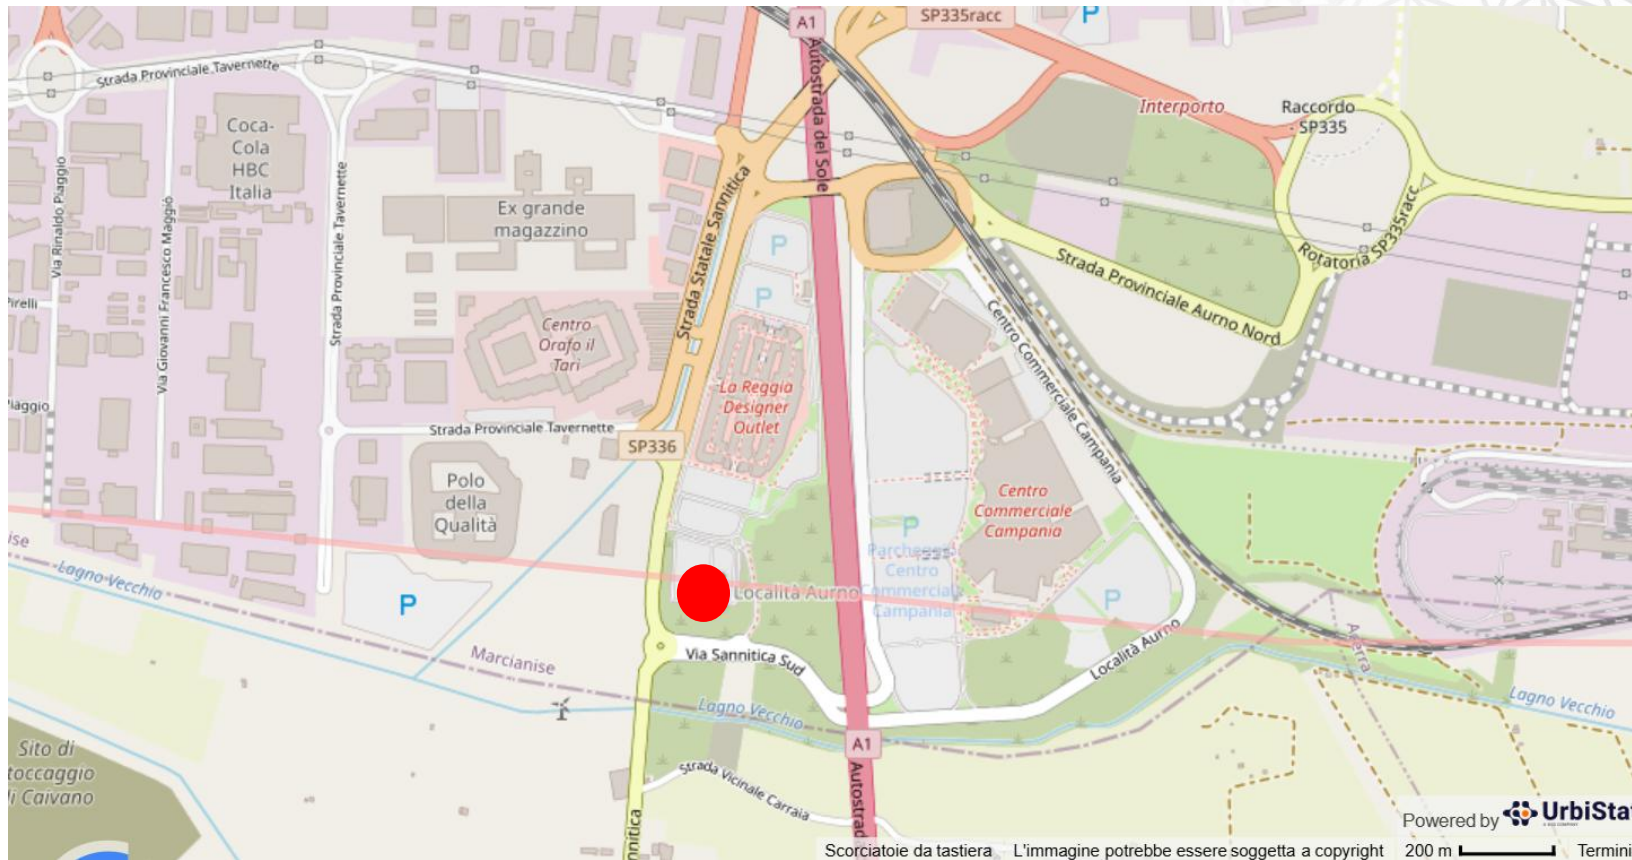 A1
SP335racc
P
Strada Provinciale Tavernette
Autostrada del Sole
Interporto
Raccordo
SP335
Coca-
Cola
HBC
Italia
Via Rinaldo Piaggio
Via Giovanni Francesco Maggiò
Strada Provinciale Tavernette
Ex grande
magazzino
Strada Statale Sannitica
P
P
Rotatoria SP335racc
Strada Provinciale Aurno Nord
Centro Commerciale Campania
Pirelli
Piaggio
Centro
Orafo il
Tarì
La Reggia
Designer
Outlet
Strada Provinciale Tavernette
SP336
Polo
della
Qualità
Centro
Commerciale
Campania
P
Parcheggio
Centro
Commerciale
Campania
Località Aurno
P
P
Lagno Vecchio
Marcianise
Via Sannitica Sud
Località Aurno
Acerra
Lagno Vecchio
Lagno Vecchio
A1
Strada Vicinale Carraia
Sito di
toccaggio
di Caivano
Autostrad
nnitica
Powered by UrbiStat
Scorciatoie da tastiera L'immagine potrebbe essere soggetta a copyright 200 m Termini